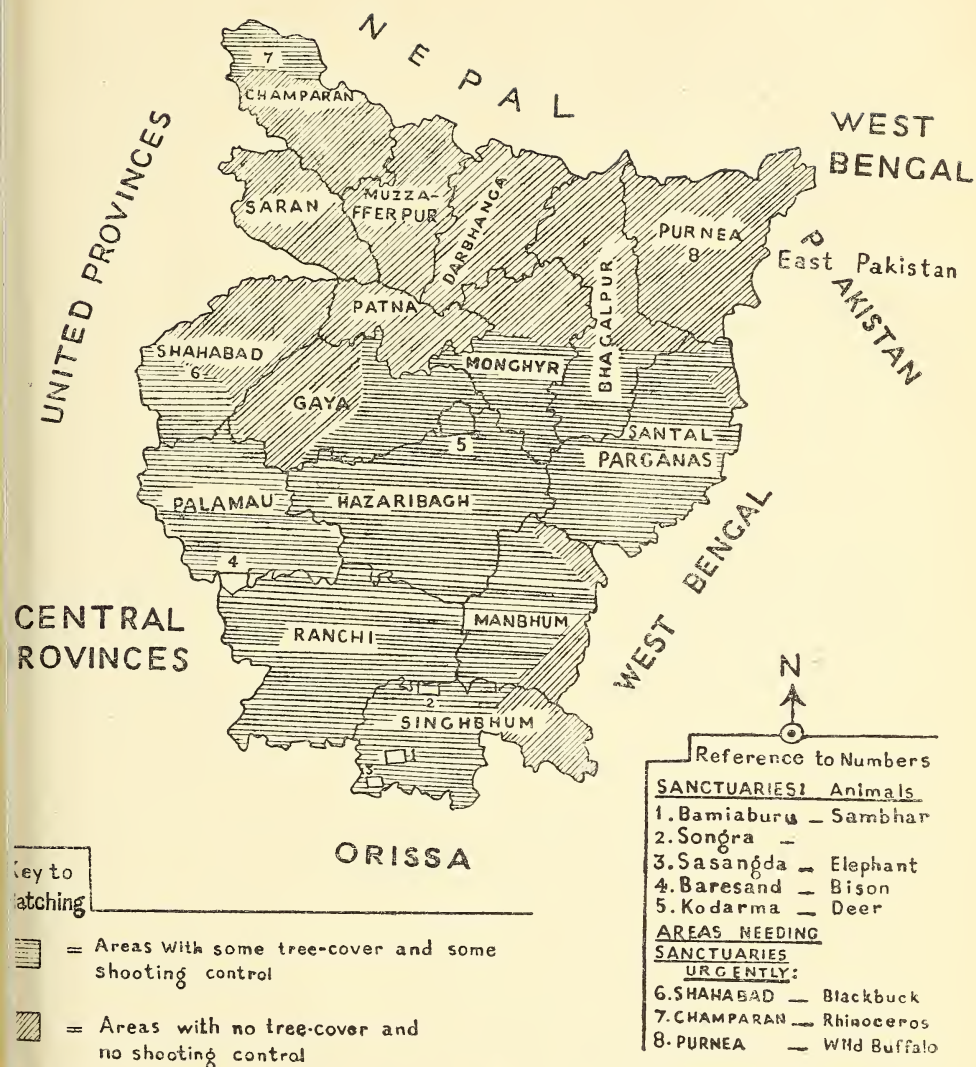 NEPAL
7
CHAMPARAN
WEST
BENGAL
UNITED PROVINCES
SARAN
MUZZA-
FFERPUR
DARBHANGA
PURNEA
8
East Pakistan
PAKISTAN
PATNA
BHAGALPUR
SHAHABAD
6
MONGHYR
GAYA
SANTAL
PARGANAS
5
PALAMAU
HAZARIBAGH
4
WEST BENGAL
CENTRAL
ROVINCES
RANCHI
MANBHUM
2
SINGHBHUM
1
3
ORISSA
N
Reference to Numbers
SANCTUARIES: Animals
1. Bamiaburu — Sambhar
2. Songra —
3. Sasangda — Elephant
4. Baresand — Bison
5. Kodarma — Deer
AREAS NEEDING
SANCTUARIES
URGENTLY:
6. SHAHABAD — Blackbuck
7. CHAMPARAN — Rhinoceros
8. PURNEA — Wild Buffalo
ey to
atching
= Areas with some tree-cover and some
shooting control
= Areas with no tree-cover and
no shooting control